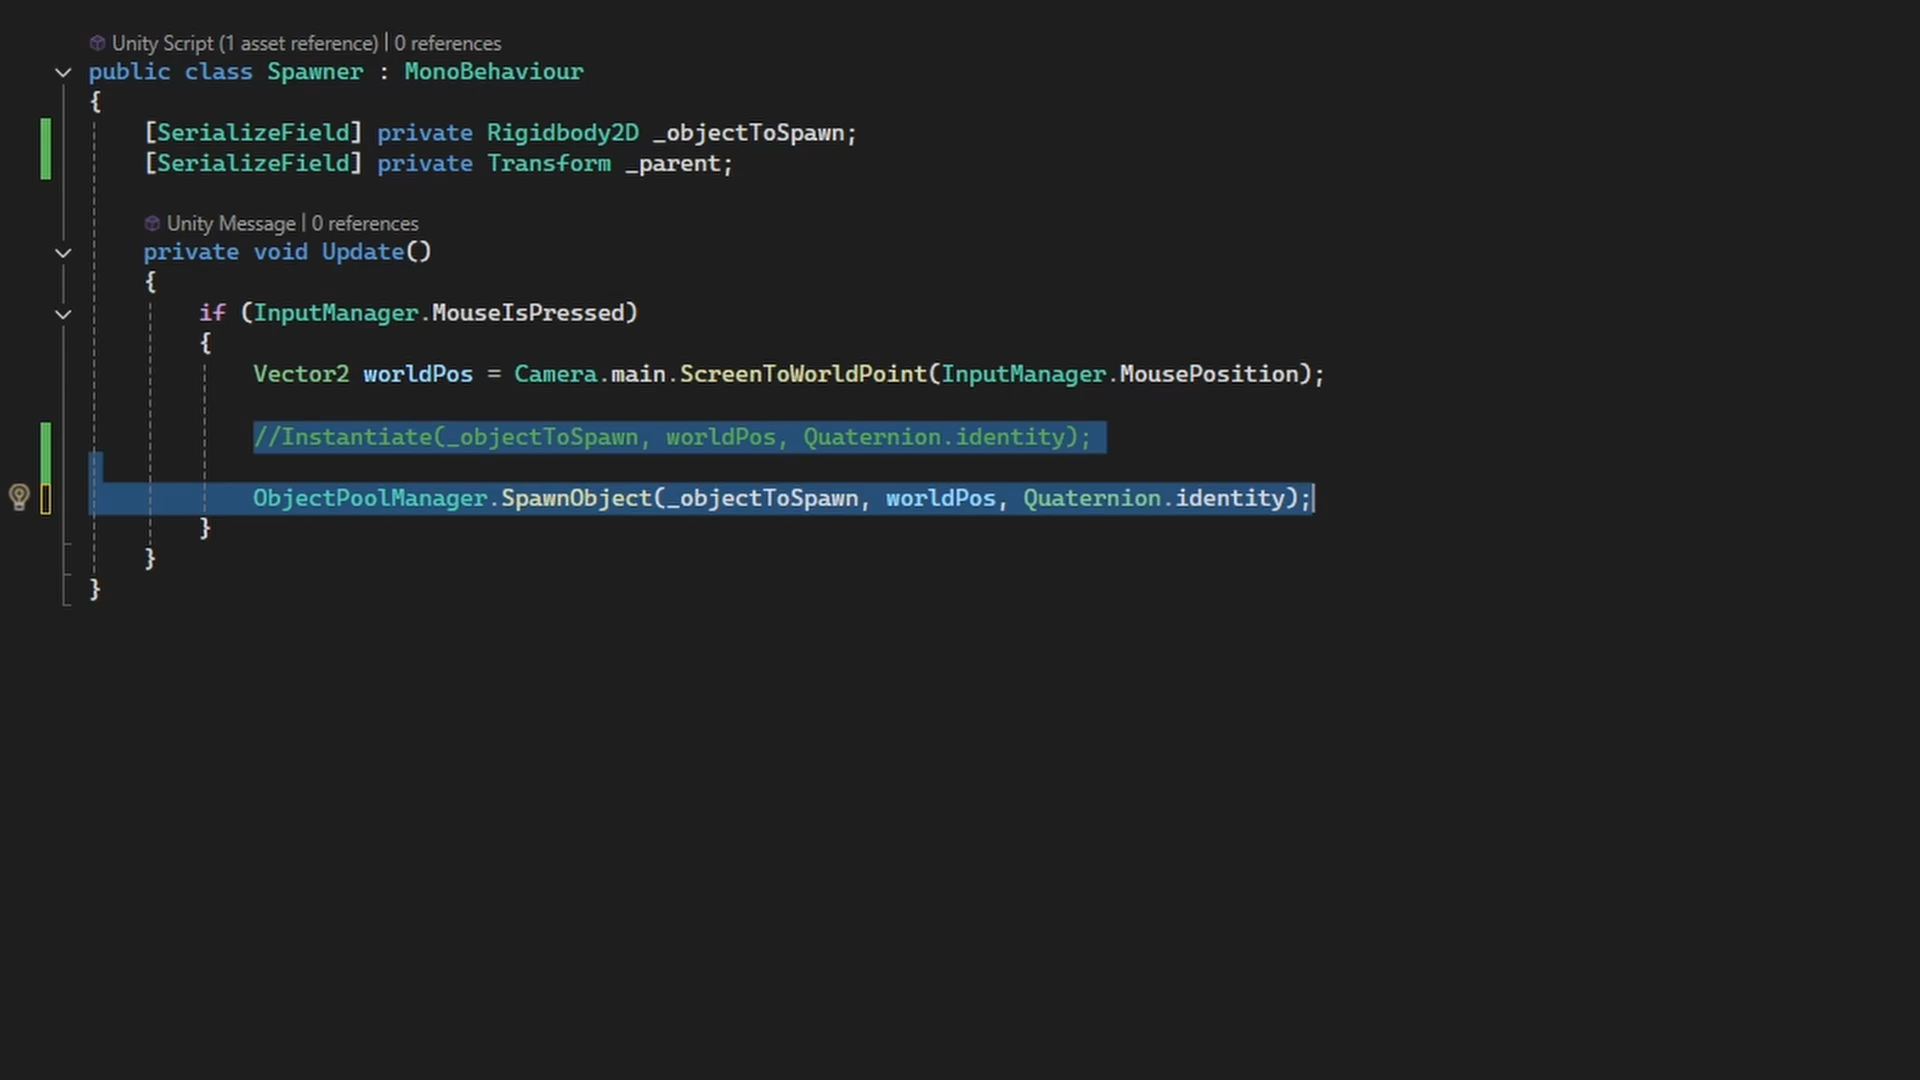 Unity Script (1 asset reference) | 0 references
public class Spawner : MonoBehaviour
{
[SerializeField] private Rigidbody2D _objectToSpawn;
[SerializeField] private Transform _parent;
Unity Message | 0 references
private void Update()
{
if (InputManager.MouseIsPressed)
{
Vector2 worldPos = Camera.main.ScreenToWorldPoint(InputManager.MousePosition);
//Instantiate(_objectToSpawn, worldPos, Quaternion.identity);
ObjectPoolManager.SpawnObject(_objectToSpawn, worldPos, Quaternion.identity);
}
}
}